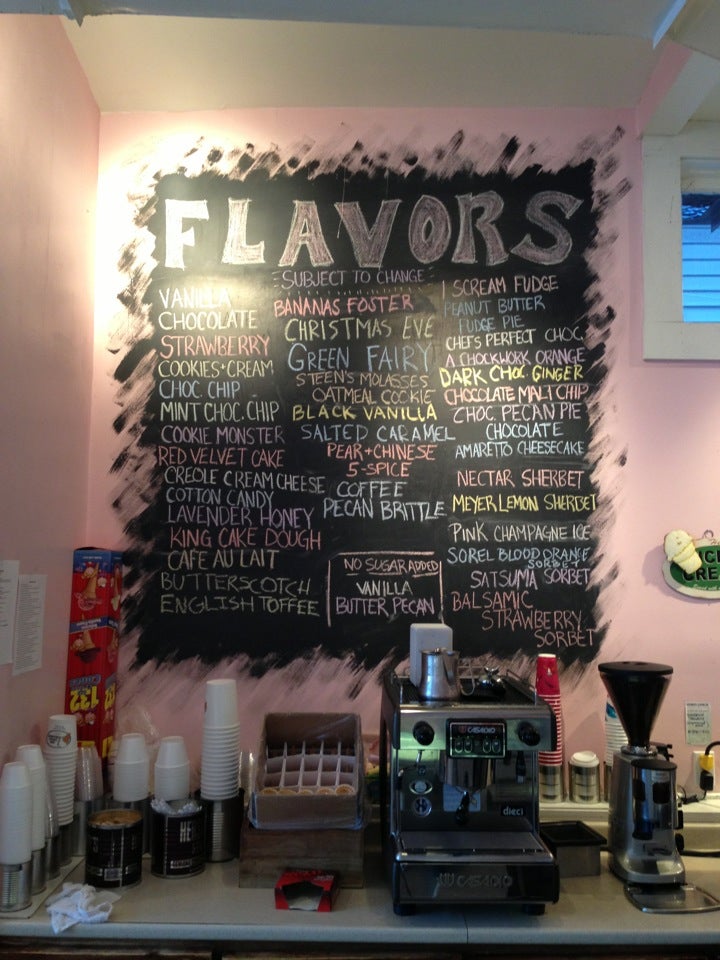 FLAVORS
SUBJECT TO CHANGE
VANILLA
CHOCOLATE
STRAWBERRY
COOKIES+CREAM
CHOC. CHIP
MINT CHOC. CHIP
COOKIE MONSTER
RED VELVET CAKE
CREOLE CREAM CHEESE
COTTON CANDY
LAVENDER HONEY
KING CAKE DOUGH
CAFE AU LAIT
BUTTERSCOTCH
ENGLISH TOFFEE
BANANAS FOSTER
CHRISTMAS EVE
GREEN FAIRY
STEEN'S MOLASSES
OATMEAL COOKIE
BLACK VANILLA
SALTED CARAMEL
PEAR+CHINESE
5-SPICE
COFFEE
PECAN BRITTLE
NO SUGAR ADDED
VANILLA
BUTTER PECAN
I SCREAM FUDGE
PEANUT BUTTER
FUDGE PIE
CHEF'S PERFECT CHOC
A CHOCKWORK ORANGE
DARK CHOC. GINGER
CHOCOLATE MALT CHIP
CHOC. PECAN PIE
CHOCOLATE
AMARETTO CHEESECAKE
NECTAR SHERBET
MEYER LEMON SHERBET
PINK CHAMPAGNE ICE
SOREL BLOOD ORANGE
SORBET
SATSUMA SORBET
BALSAMIC
STRAWBERRY
SORBET
132
CASADIO
dieci
CASADIO